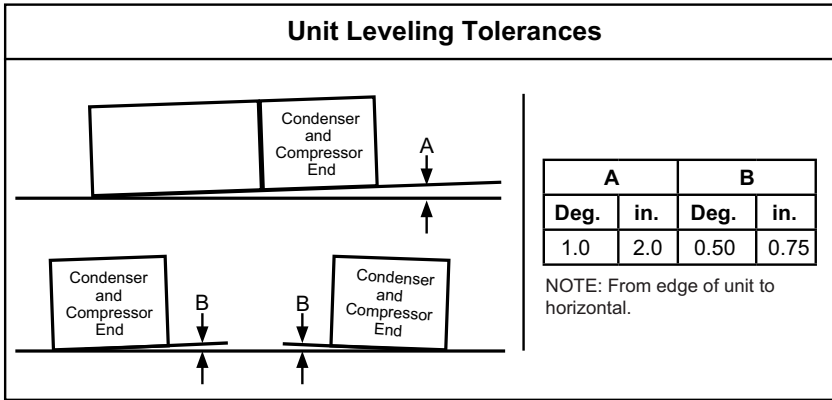 Unit Leveling Tolerances
Condenser
and
Compressor
End
A
Condenser
and
Compressor
End
B
B
Condenser
and
Compressor
End
A B
Deg. in. Deg. in.
1.0 2.0 0.50 0.75
NOTE: From edge of unit to
horizontal.